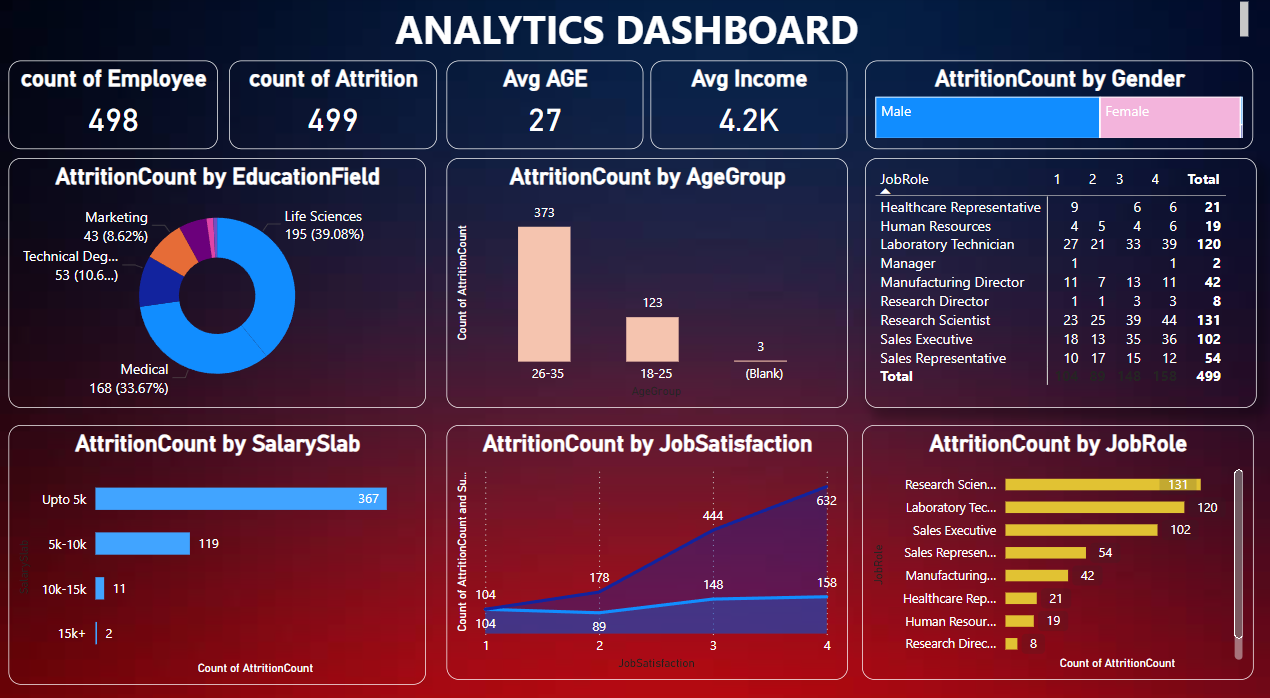 ANALYTICS DASHBOARD
count of Employee
498
count of Attrition
499
Avg AGE
27
Avg Income
4.2K
AttritionCount by Gender
Male
Female
AttritionCount by EducationField
Marketing
43 (8.62%)
Technical Deg...
53 (10.6...)
Life Sciences
195 (39.08%)
Medical
168 (33.67%)
AttritionCount by AgeGroup
Count of AttritionCount
373
123
3
26-35
18-25
(Blank)
AgeGroup
JobRole 1 2 3 4 Total
Healthcare Representative 9 6 6 21
Human Resources 4 5 4 6 19
Laboratory Technician 27 21 33 39 120
Manager 1 1 2
Manufacturing Director 11 7 13 11 42
Research Director 1 1 3 3 8
Research Scientist 23 25 39 44 131
Sales Executive 18 13 35 36 102
Sales Representative 10 17 15 12 54
Total 104 89 148 158 499
AttritionCount by SalarySlab
SalarySlab
Upto 5k 367
5k-10k 119
10k-15k 11
15k+ 2
Count of AttritionCount
AttritionCount by JobSatisfaction
Count of AttritionCount and Su...
104
178
444
632
104
89
148
158
1 2 3 4
JobSatisfaction
AttritionCount by JobRole
JobRole
Research Scien... 131
Laboratory Tec... 120
Sales Executive 102
Sales Represen... 54
Manufacturing... 42
Healthcare Rep... 21
Human Resour... 19
Research Direc... 8
Count of AttritionCount